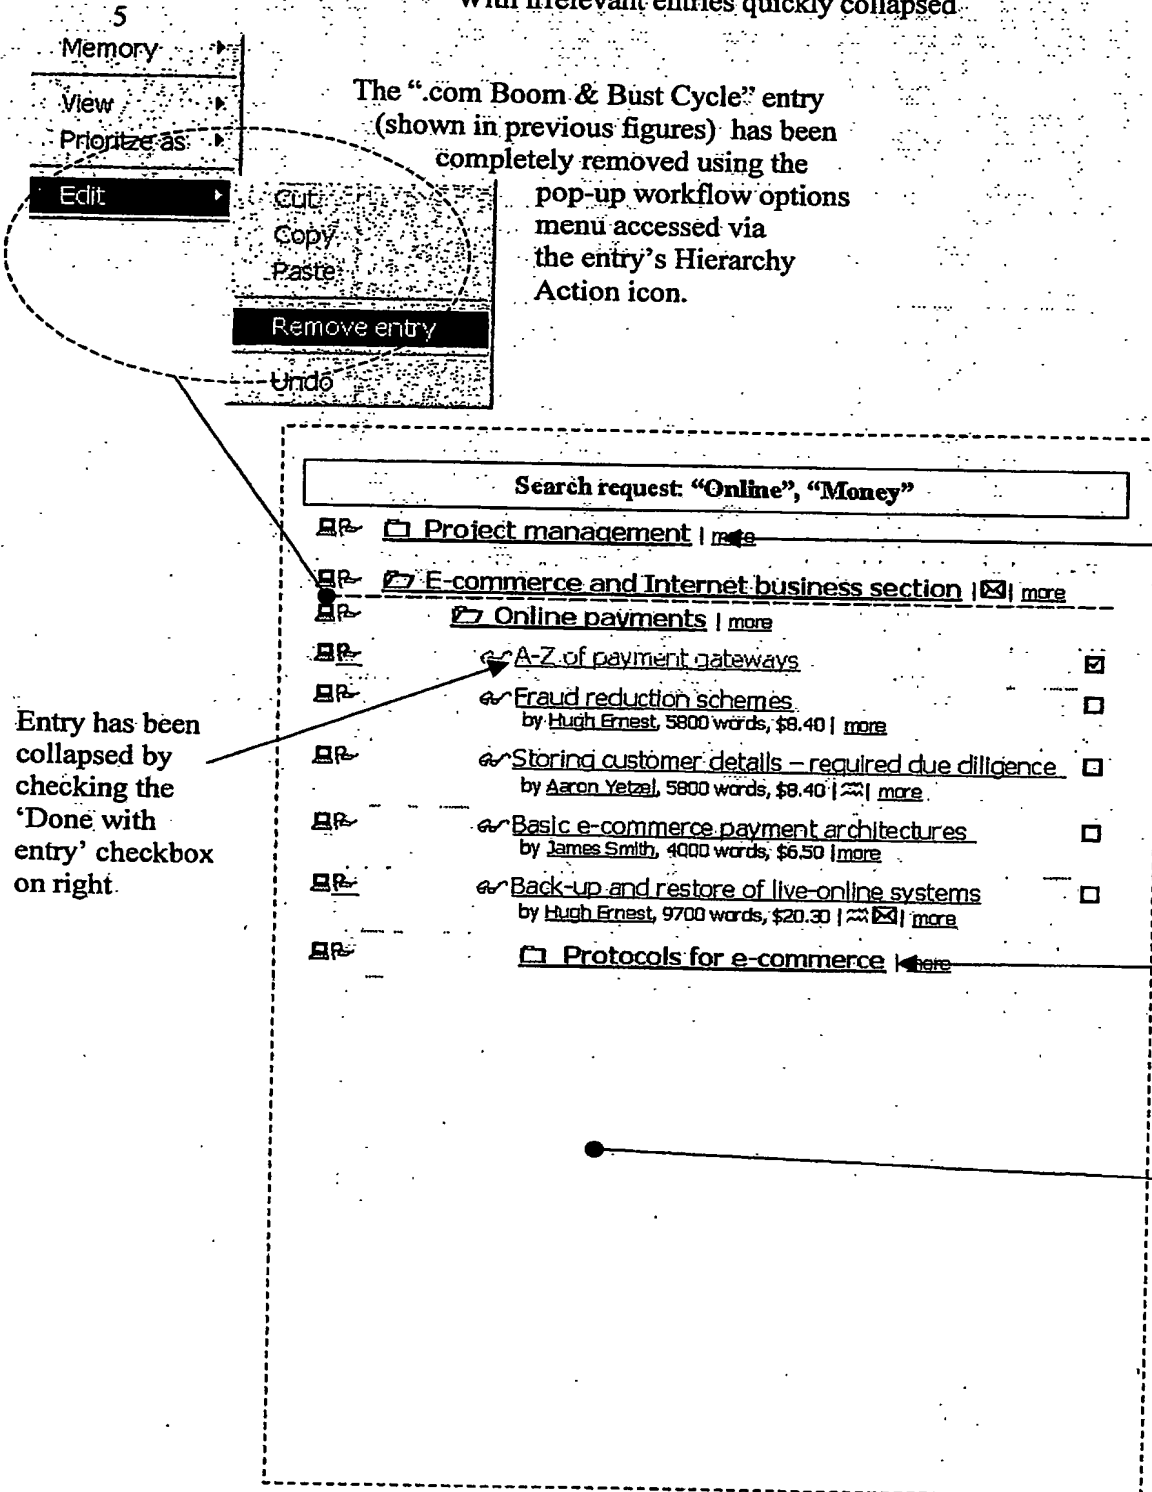 With irrelevant entries quickly collapsed
5
Memory
View
Prioritize as
Edit
Cut
Copy
Paste
Remove entry
Undo
The ".com Boom & Bust Cycle" entry
(shown in previous figures) has been
completely removed using the
pop-up workflow options
menu accessed via
the entry's Hierarchy
Action icon.
Search request: "Online", "Money"
Project management | more
E-commerce and Internet business section | | more
Online payments | more
A-Z of payment gateways
Fraud reduction schemes
by Hugh Ernest, 5800 words, $8.40 | more
Storing customer details – required due diligence
by Aaron Yetzel, 5800 words, $8.40 | | more
Basic e-commerce payment architectures
by James Smith, 4000 words, $6.50 | more
Back-up and restore of live-online systems
by Hugh Ernest, 9700 words, $20.30 | | more
Protocols for e-commerce | more
Entry has been
collapsed by
checking the
'Done with
entry' checkbox
on right